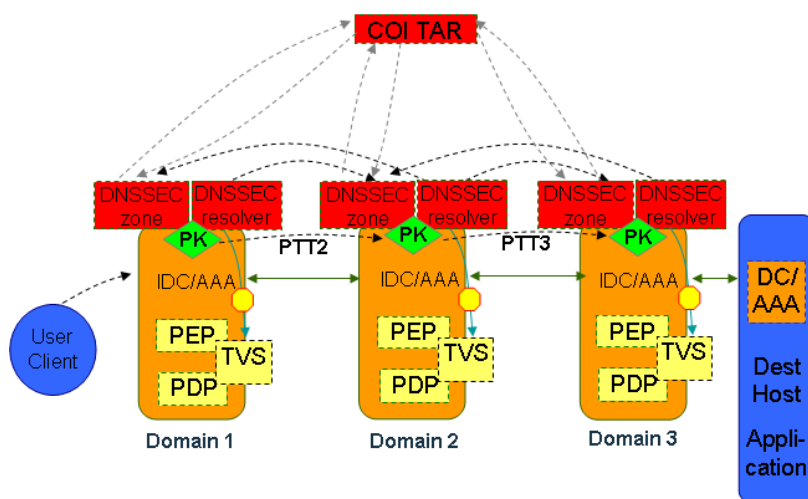 COI TAR
DNSSEC
zone
DNSSEC
resolver
DNSSEC
zone
DNSSEC
resolver
DNSSEC
zone
DNSSEC
resolver
PK
PTT2
PK
PTT3
PK
IDC/AAA
IDC/AAA
IDC/AAA
DC/
AAA
User
Client
PEP
TVS
PDP
PEP
TVS
PDP
PEP
TVS
PDP
Dest
Host
Appli-
cation
Domain 1
Domain 2
Domain 3